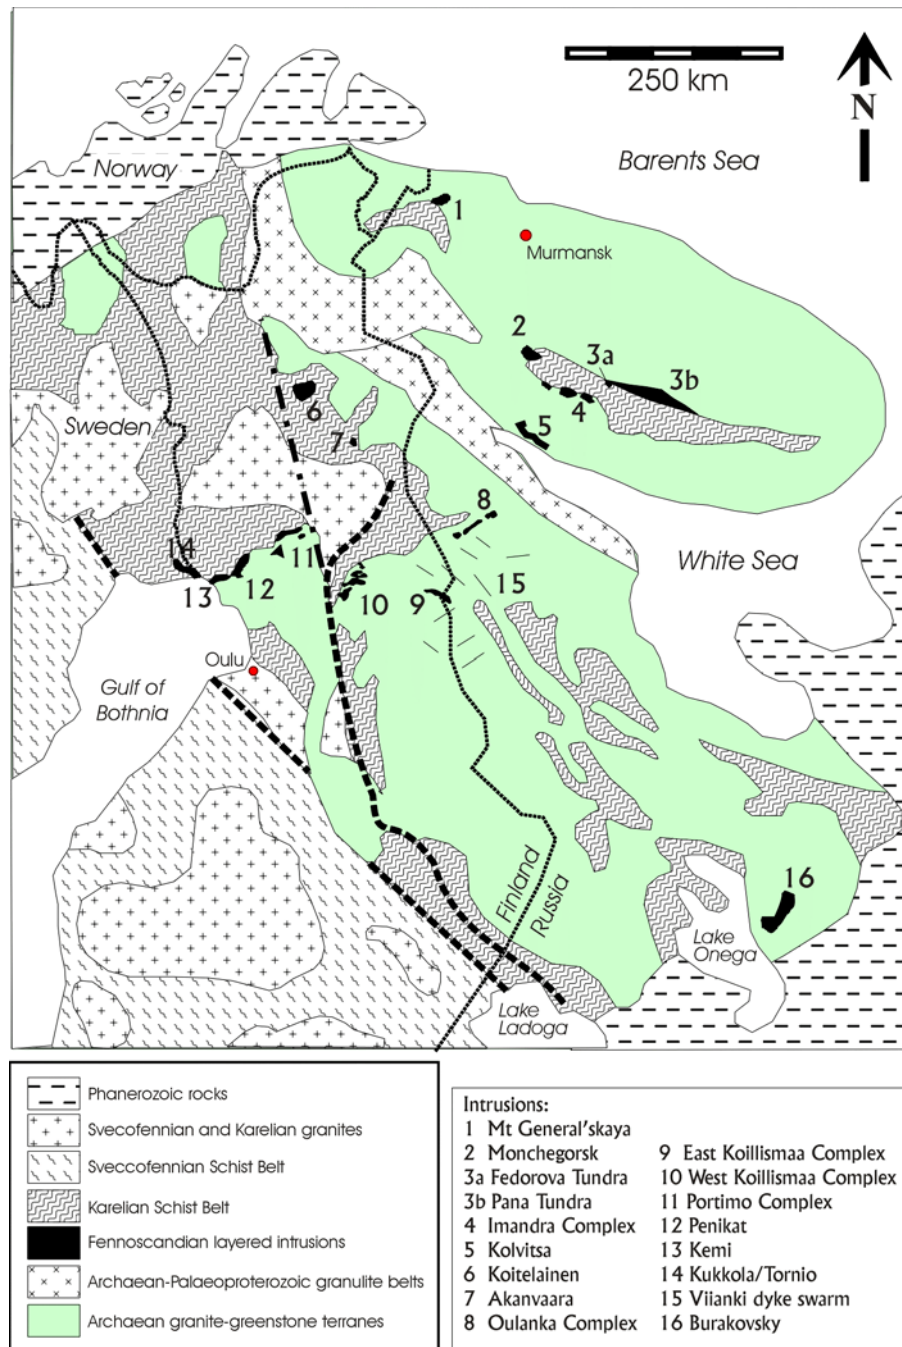 250 km
N
Norway
Barents Sea
1
Murmansk
2
3a
3b
6
4
Sweden
5
7
8
14
11
White Sea
13
12
10
9
15
Oulu
Gulf of
Bothnia
Finland
Russia
16
Lake
Onega
Lake
Ladoga
Phanerozoic rocks
Svecofennian and Karelian granites
Sveccofennian Schist Belt
Karelian Schist Belt
Fennoscandian layered intrusions
Archaean-Palaeoproterozoic granulite belts
Archaean granite-greenstone terranes
Intrusions:
1 Mt General'skaya
2 Monchegorsk
3a Fedorova Tundra
3b Pana Tundra
4 Imandra Complex
5 Kolvitsa
6 Koitelainen
7 Akanvaara
8 Oulanka Complex
9 East Koillismaa Complex
10 West Koillismaa Complex
11 Portimo Complex
12 Penikat
13 Kemi
14 Kukkola/Tornio
15 Viianki dyke swarm
16 Burakovsky